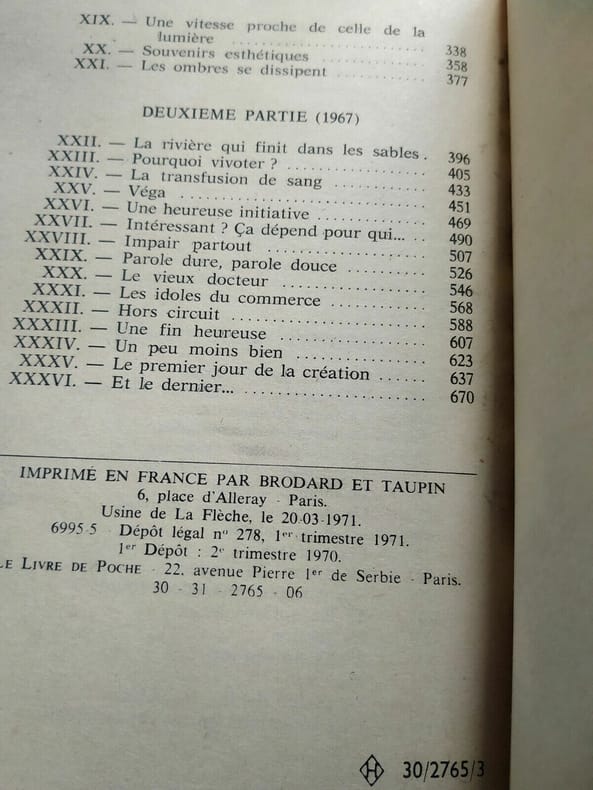 XIX. — Une vitesse proche de celle de la
lumière . . . . . . . . . . . . . . . . . 338
XX. — Souvenirs esthétiques . . . . . . . . . 358
XXI. — Les ombres se dissipent . . . . . . . . 377
DEUXIEME PARTIE (1967)
XXII. — La rivière qui finit dans les sables . 396
XXIII. — Pourquoi vivoter ? . . . . . . . . . . 405
XXIV. — La transfusion de sang . . . . . . . . 433
XXV. — Véga . . . . . . . . . . . . . . . . . 451
XXVI. — Une heureuse initiative . . . . . . . . 469
XXVII. — Intéressant ? Ça dépend pour qui... . . 490
XXVIII. — Impair partout . . . . . . . . . . . . 507
XXIX. — Parole dure, parole douce . . . . . . . 526
XXX. — Le vieux docteur . . . . . . . . . . . 546
XXXI. — Les idoles du commerce . . . . . . . . 568
XXXII. — Hors circuit . . . . . . . . . . . . . 588
XXXIII. — Une fin heureuse . . . . . . . . . . . 607
XXXIV. — Un peu moins bien . . . . . . . . . . 623
XXXV. — Le premier jour de la création . . . . . . 637
XXXVI. — Et le dernier... . . . . . . . . . . . . 670
IMPRIMÉ EN FRANCE PAR BRODARD ET TAUPIN
6, place d'Alleray - Paris.
Usine de La Flèche, le 20-03-1971.
6995-5 - Dépôt légal nº 278, 1er trimestre 1971.
1er Dépôt : 2e trimestre 1970.
LE LIVRE DE POCHE - 22, avenue Pierre 1er de Serbie - Paris.
30 - 31 - 2765 - 06
H 30/2765/3